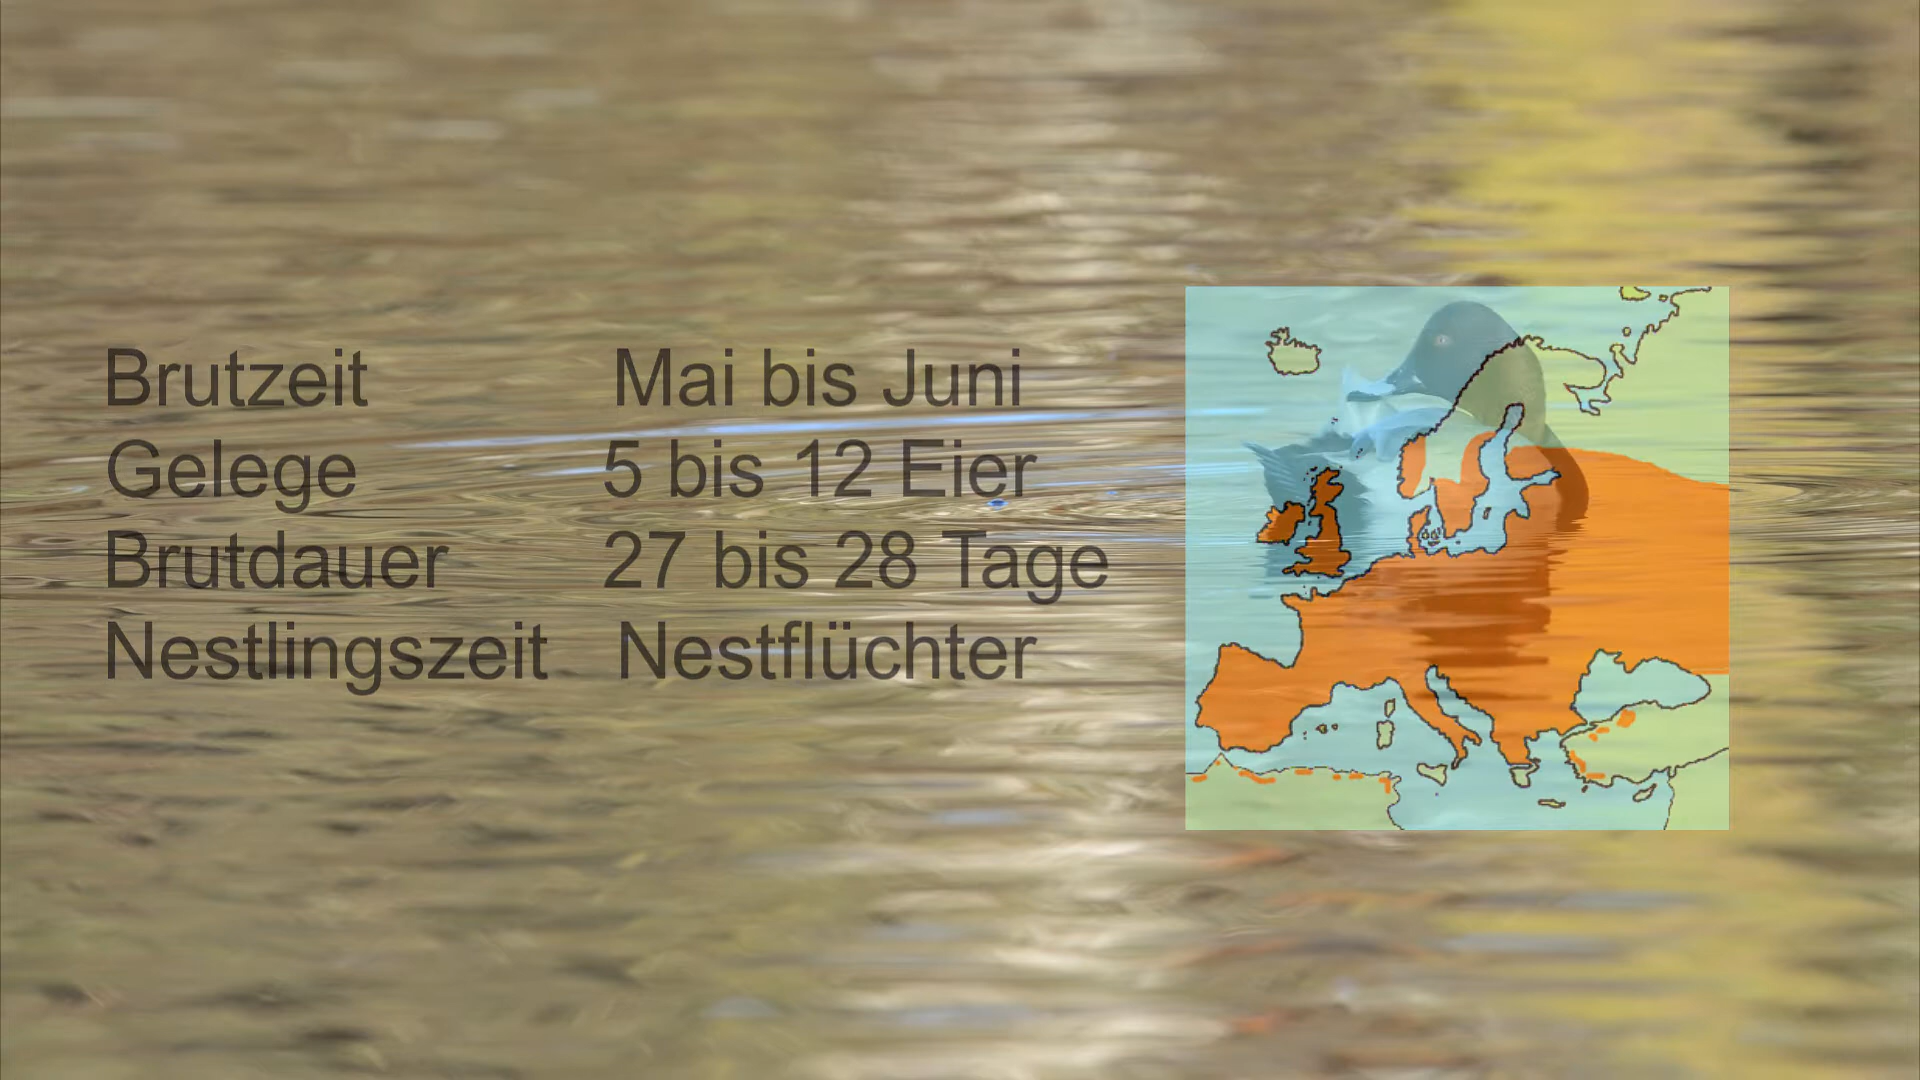 Brutzeit Mai bis Juni
Gelege 5 bis 12 Eier
Brutdauer 27 bis 28 Tage
Nestlingszeit Nestflüchter